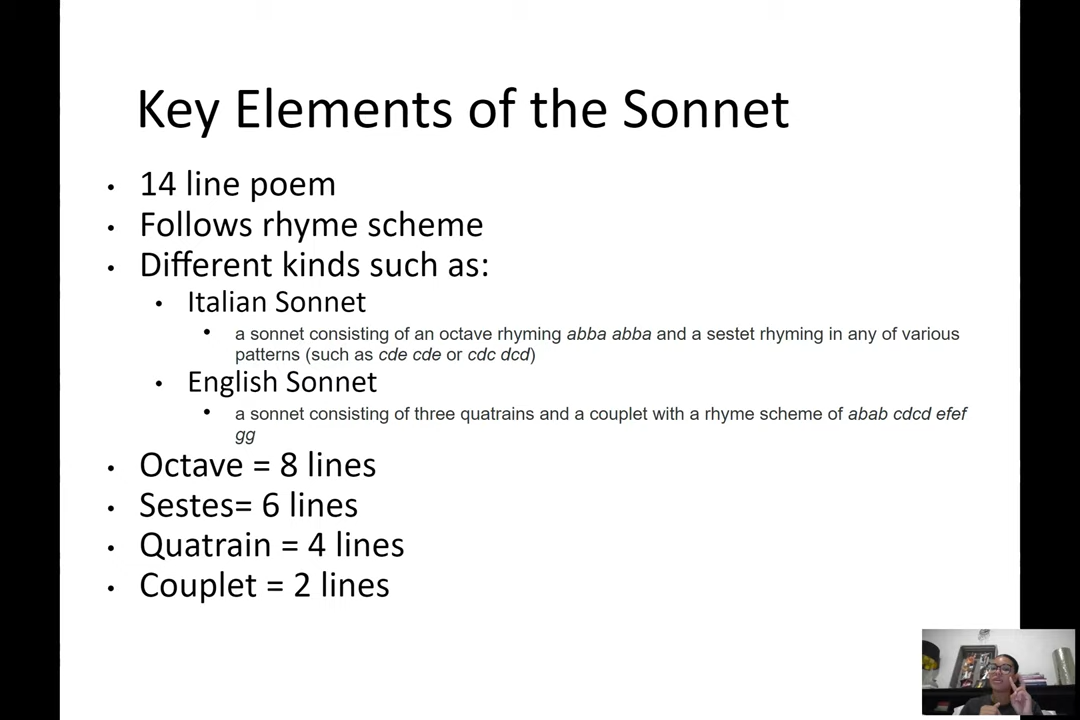 Key Elements of the Sonnet
• 14 line poem
• Follows rhyme scheme
• Different kinds such as:
• Italian Sonnet
• a sonnet consisting of an octave rhyming abba abba and a sestet rhyming in any of various
patterns (such as cde cde or cdc dcd)
• English Sonnet
• a sonnet consisting of three quatrains and a couplet with a rhyme scheme of abab cdcd efef
gg
• Octave = 8 lines
• Sestes= 6 lines
• Quatrain = 4 lines
• Couplet = 2 lines